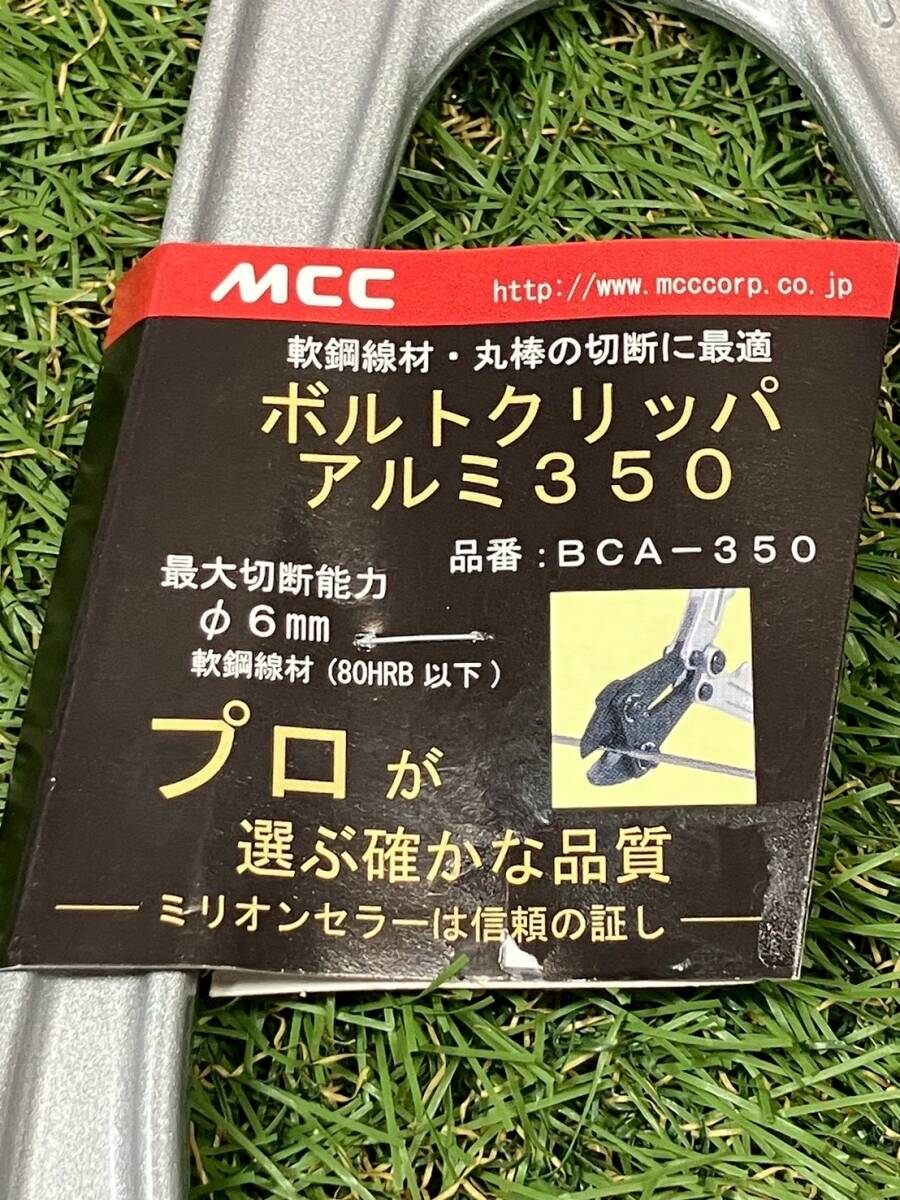 MCC http://www.mcccorp.co.jp
軟鋼線材・丸棒の切断に最適
ボルトクリッパ
アルミ350
品番:BCA-350
最大切断能力
φ6mm
軟鋼線材(80HRB以下)
プロが
選ぶ確かな品質
ミリオンセラーは信頼の証し